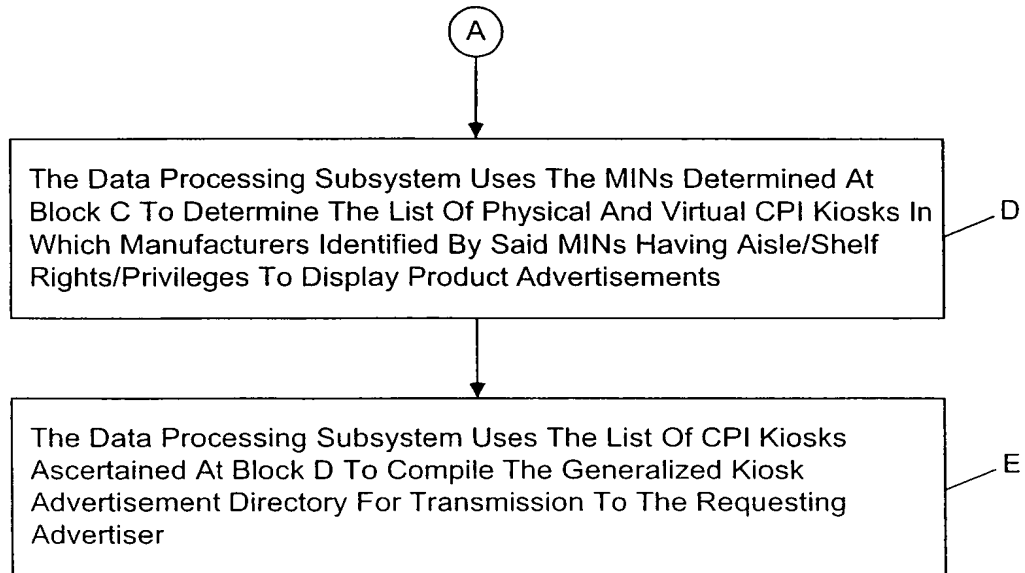 A
The Data Processing Subsystem Uses The MINs Determined At
Block C To Determine The List Of Physical And Virtual CPI Kiosks In
Which Manufacturers Identified By Said MINs Having Aisle/Shelf
Rights/Privileges To Display Product Advertisements
D
The Data Processing Subsystem Uses The List Of CPI Kiosks
Ascertained At Block D To Compile The Generalized Kiosk
Advertisement Directory For Transmission To The Requesting
Advertiser
E